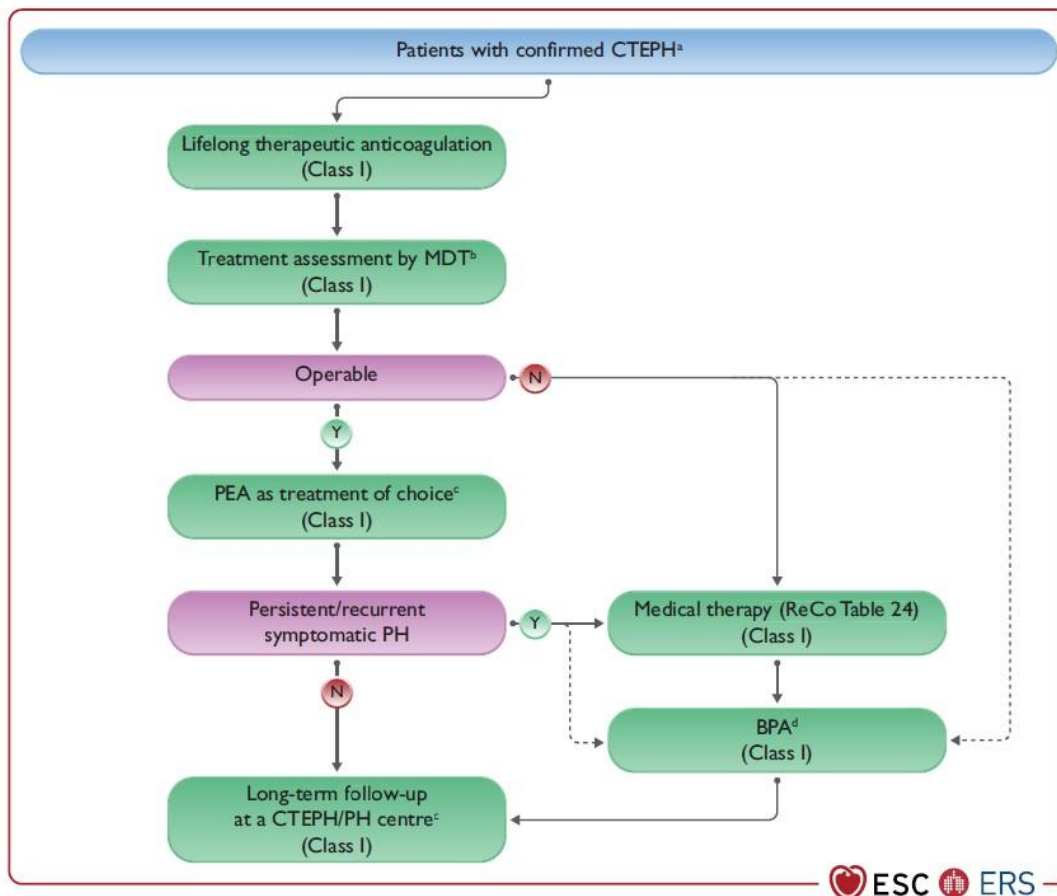 Patients with confirmed CTEPHᵃ
Lifelong therapeutic anticoagulation
(Class I)
Treatment assessment by MDTᵇ
(Class I)
Operable
N
Y
PEA as treatment of choiceᶜ
(Class I)
Persistent/recurrent
symptomatic PH
Y
Medical therapy (ReCo Table 24)
(Class I)
N
BPAᵈ
(Class I)
Long-term follow-up
at a CTEPH/PH centreᶜ
(Class I)
ESC ERS